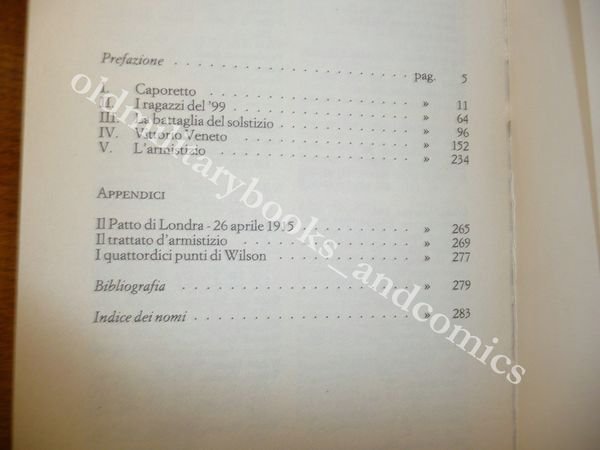 Prefazione . . . . . . . . . . . . . . . . . . . pag. 5
I. Caporetto . . . . . . . . . . . . . . . . » 11
II. I ragazzi del '99 . . . . . . . . . . . . . » 64
III. La battaglia del solstizio . . . . . . . . . . » 96
IV. Vittorio Veneto . . . . . . . . . . . . . » 152
V. L'armistizio . . . . . . . . . . . . . . . » 234
APPENDICI
Il Patto di Londra - 26 aprile 1915 . . . . . . . . » 265
Il trattato d'armistizio . . . . . . . . . . . . . » 269
I quattordici punti di Wilson . . . . . . . . . . » 277
Bibliografia . . . . . . . . . . . . . . . . . . » 279
Indice dei nomi . . . . . . . . . . . . . . . . » 283
oldmilitarybooks_andcomics